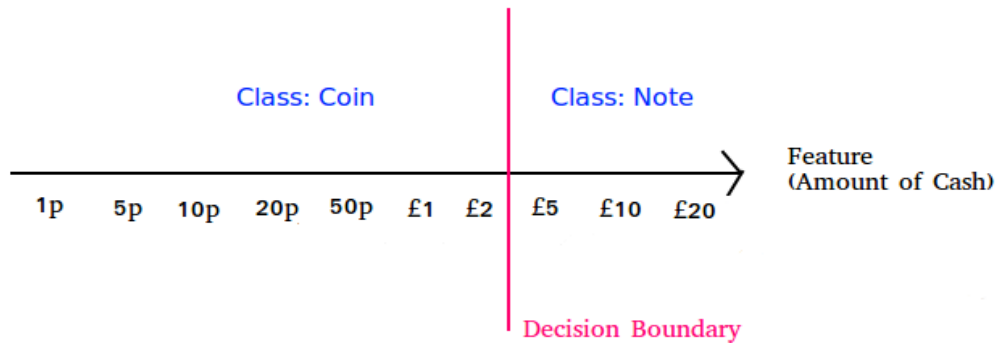 Class: Coin Class: Note
Feature
(Amount of Cash)
1p 5p 10p 20p 50p £1 £2 £5 £10 £20
Decision Boundary